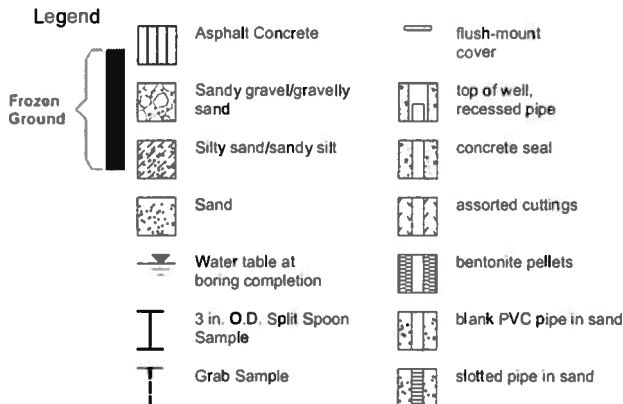 Legend
Frozen
Ground
Asphalt Concrete
Sandy gravel/gravelly
sand
Silty sand/sandy silt
Sand
Water table at
boring completion
3 in. O.D. Split Spoon
Sample
Grab Sample
flush-mount
cover
top of well,
recessed pipe
concrete seal
assorted cuttings
bentonite pellets
blank PVC pipe in sand
slotted pipe in sand